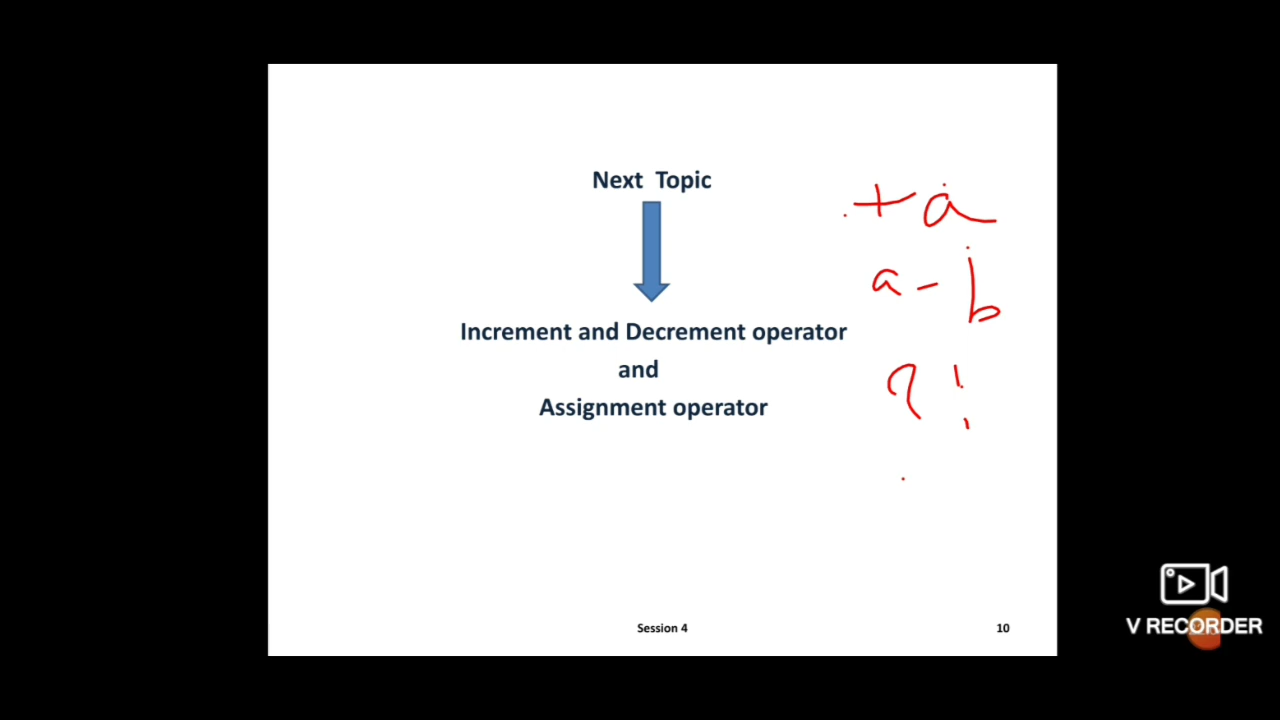 Next Topic
+a
a - b
Increment and Decrement operator
and
? :
Assignment operator
Session 4
10
V RECORDER